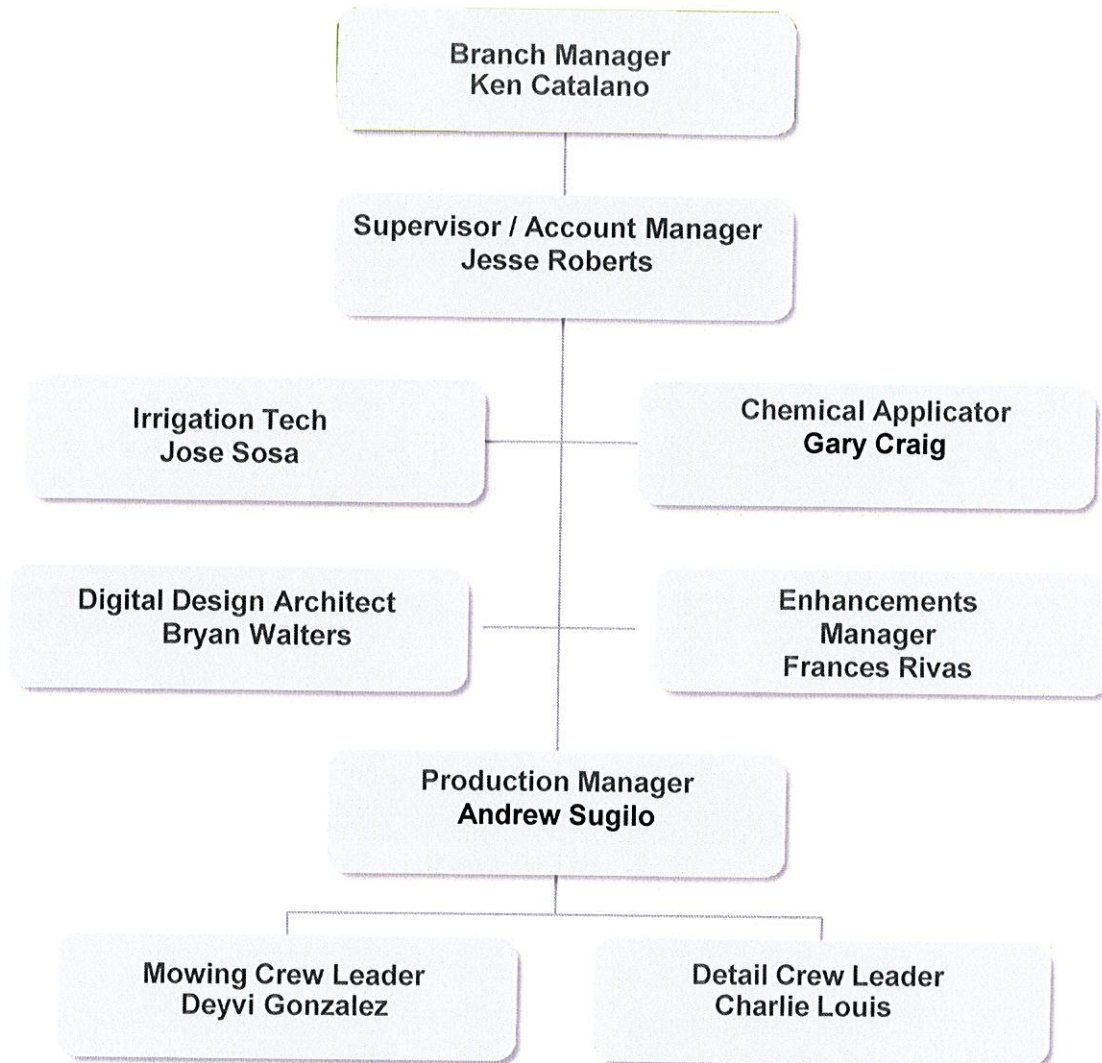 Branch Manager
Ken Catalano
Supervisor / Account Manager
Jesse Roberts
Irrigation Tech
Jose Sosa
Chemical Applicator
Gary Craig
Digital Design Architect
Bryan Walters
Enhancements
Manager
Frances Rivas
Production Manager
Andrew Sugilo
Mowing Crew Leader
Deyvi Gonzalez
Detail Crew Leader
Charlie Louis